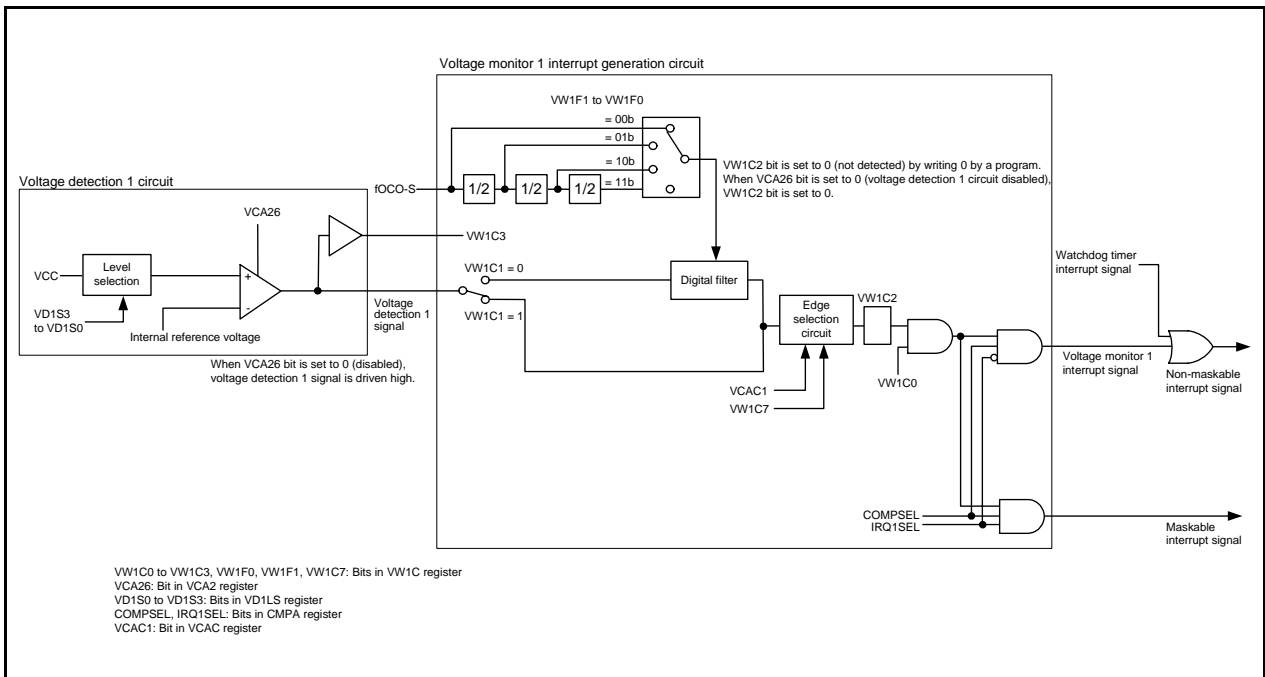 Voltage monitor 1 interrupt generation circuit
VW1F1 to VW1F0
= 00b
= 01b
= 10b
= 11b
fOCO-S
1/2
1/2
1/2
VW1C2 bit is set to 0 (not detected) by writing 0 by a program.
When VCA26 bit is set to 0 (voltage detection 1 circuit disabled),
VW1C2 bit is set to 0.
Voltage detection 1 circuit
VCA26
VW1C3
VCC
Level
selection
+
-
VD1S3
to VD1S0
Internal reference voltage
When VCA26 bit is set to 0 (disabled),
voltage detection 1 signal is driven high.
Voltage
detection 1
signal
VW1C1 = 0
VW1C1 = 1
Digital filter
Edge
selection
circuit
VW1C2
VCAC1
VW1C7
VW1C0
Watchdog timer
interrupt signal
Voltage monitor 1
interrupt signal
Non-maskable
interrupt signal
COMPSEL
IRQ1SEL
Maskable
interrupt signal
VW1C0 to VW1C3, VW1F0, VW1F1, VW1C7: Bits in VW1C register
VCA26: Bit in VCA2 register
VD1S0 to VD1S3: Bits in VD1LS register
COMPSEL, IRQ1SEL: Bits in CMPA register
VCAC1: Bit in VCAC register